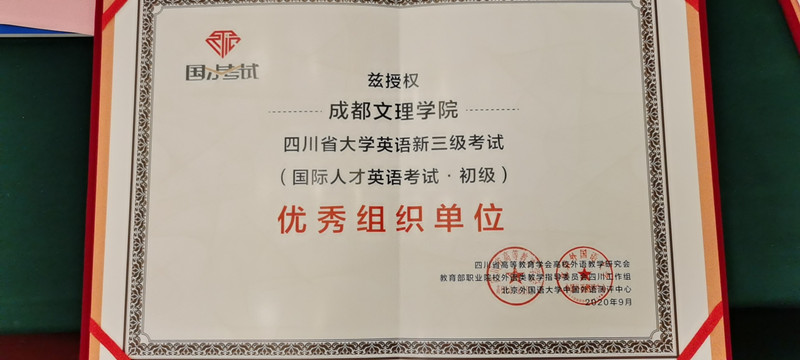 国才考试
兹授权
成都文理学院
四川省大学英语新三级考试
（国际人才英语考试·初级）
优秀组织单位
四川省高等教育学会高校外语教学研究会
教育部职业院校外语类教学指导委员会四川工作组
北京外国语大学中国外语测评中心
2020年9月